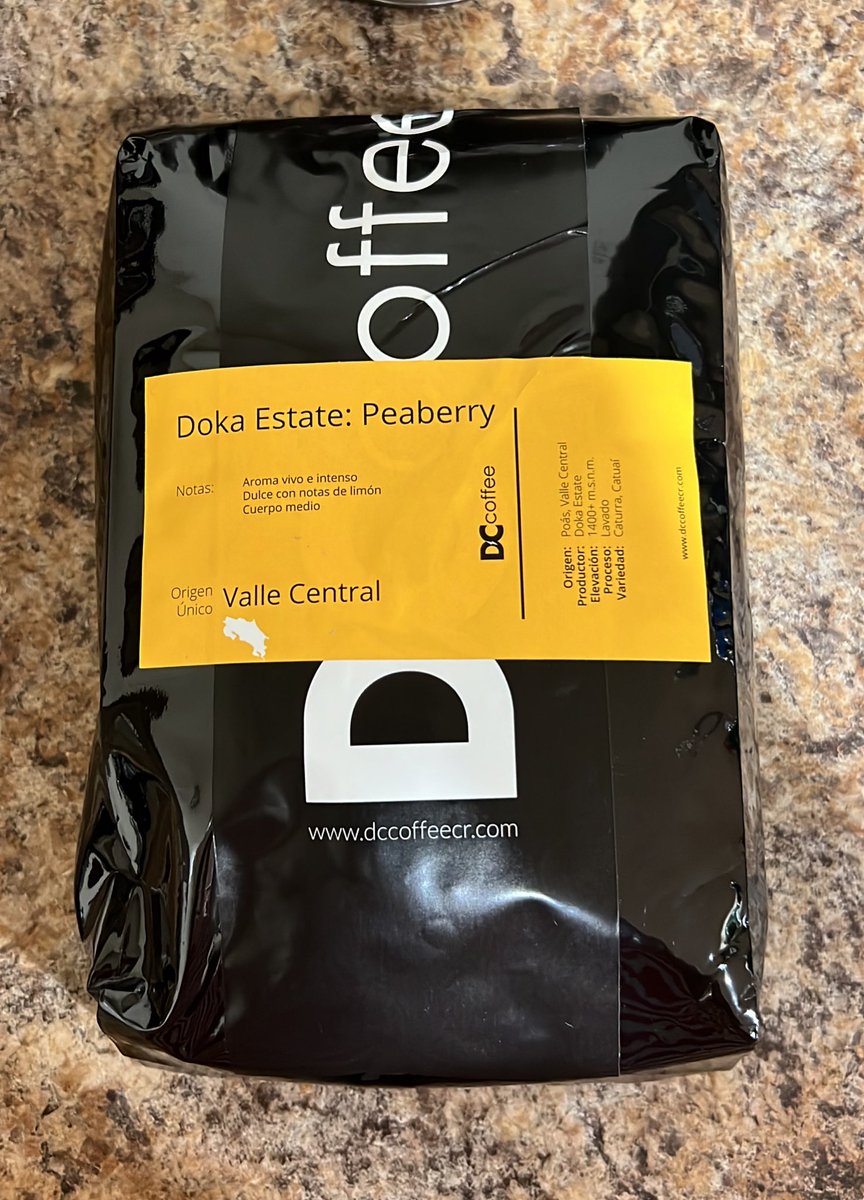 offee
Doka Estate: Peaberry
Notas:
Aroma vivo e intenso
Dulce con notas de limón
Cuerpo medio
Origen
Único
Valle Central
DCcoffee
Origen: Poás, Valle Central
Productor: Doka Estate
Elevación: 1400+ m.s.n.m.
Proceso: Lavado
Variedad: Caturra, Catuaí
www.dccoffeecr.com
D
www.dccoffeecr.com